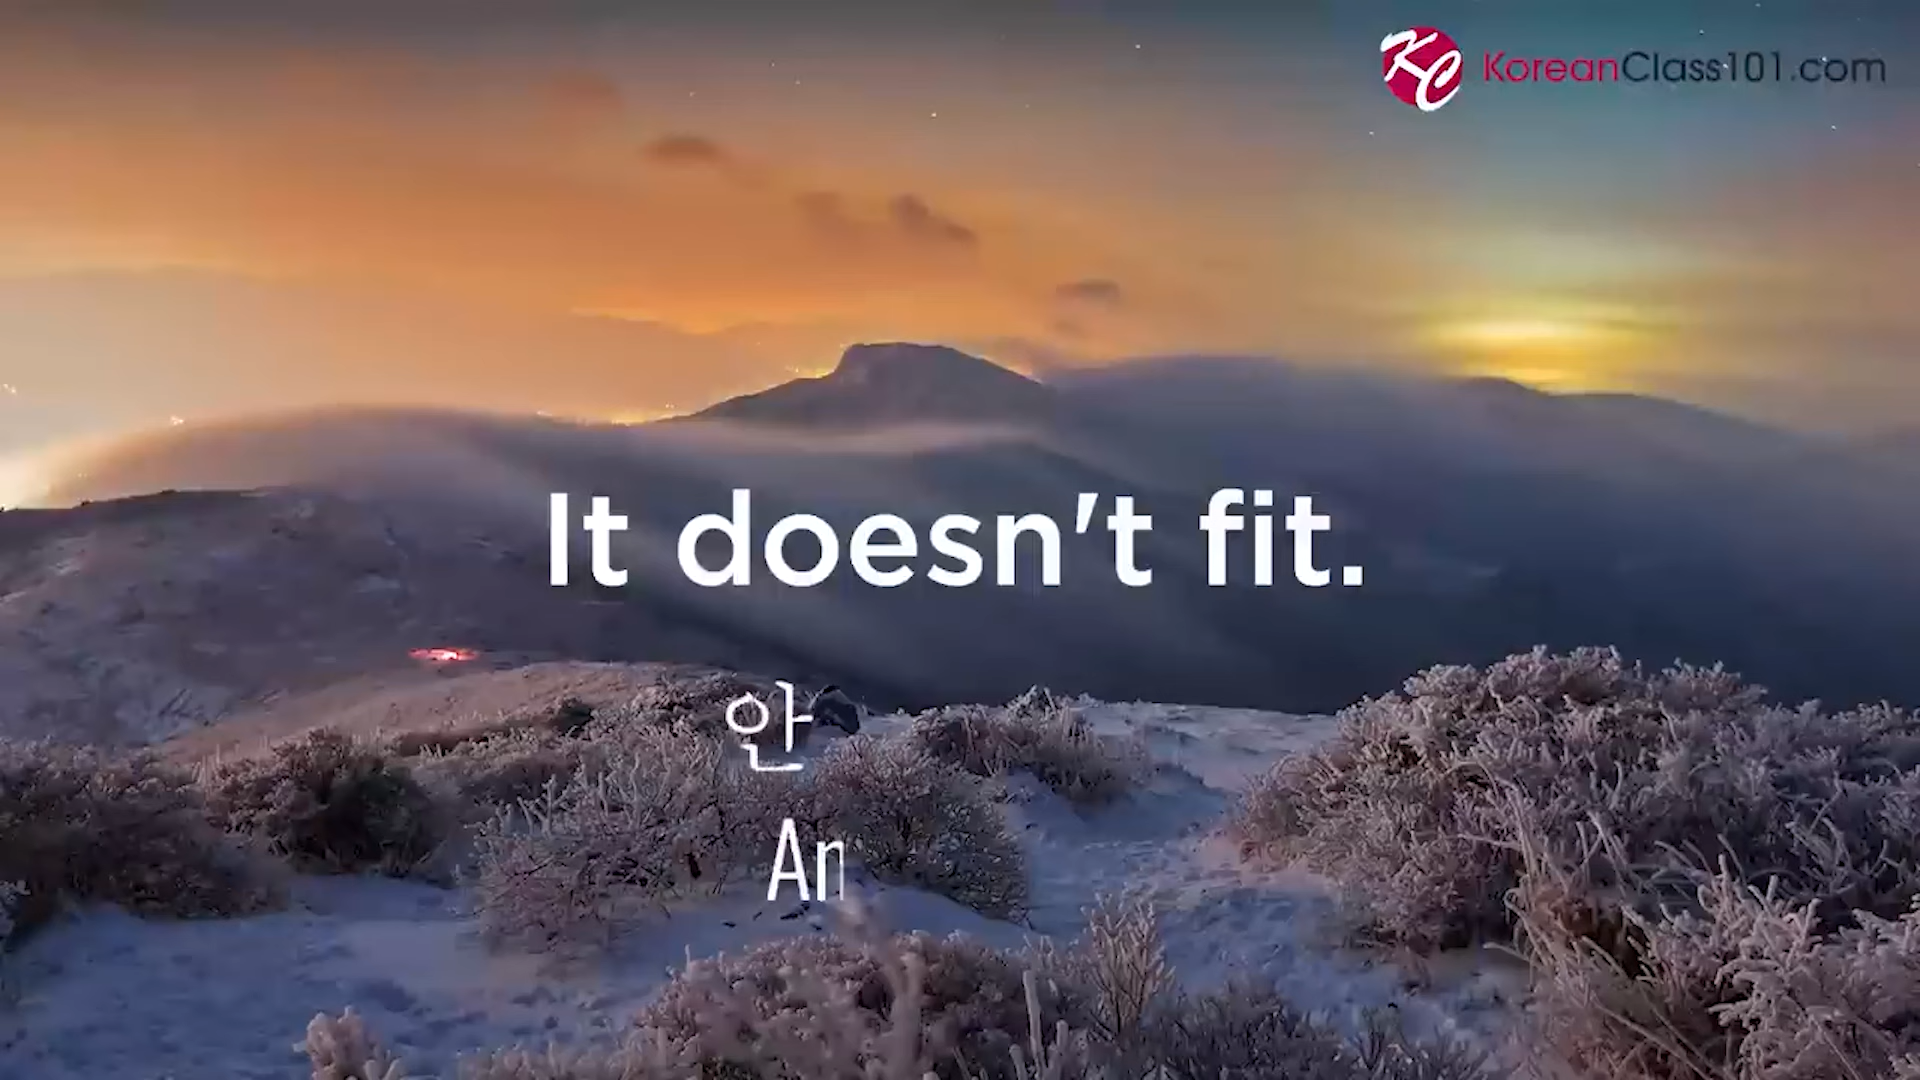 KC KoreanClass101.com
It doesn't fit.
안
An